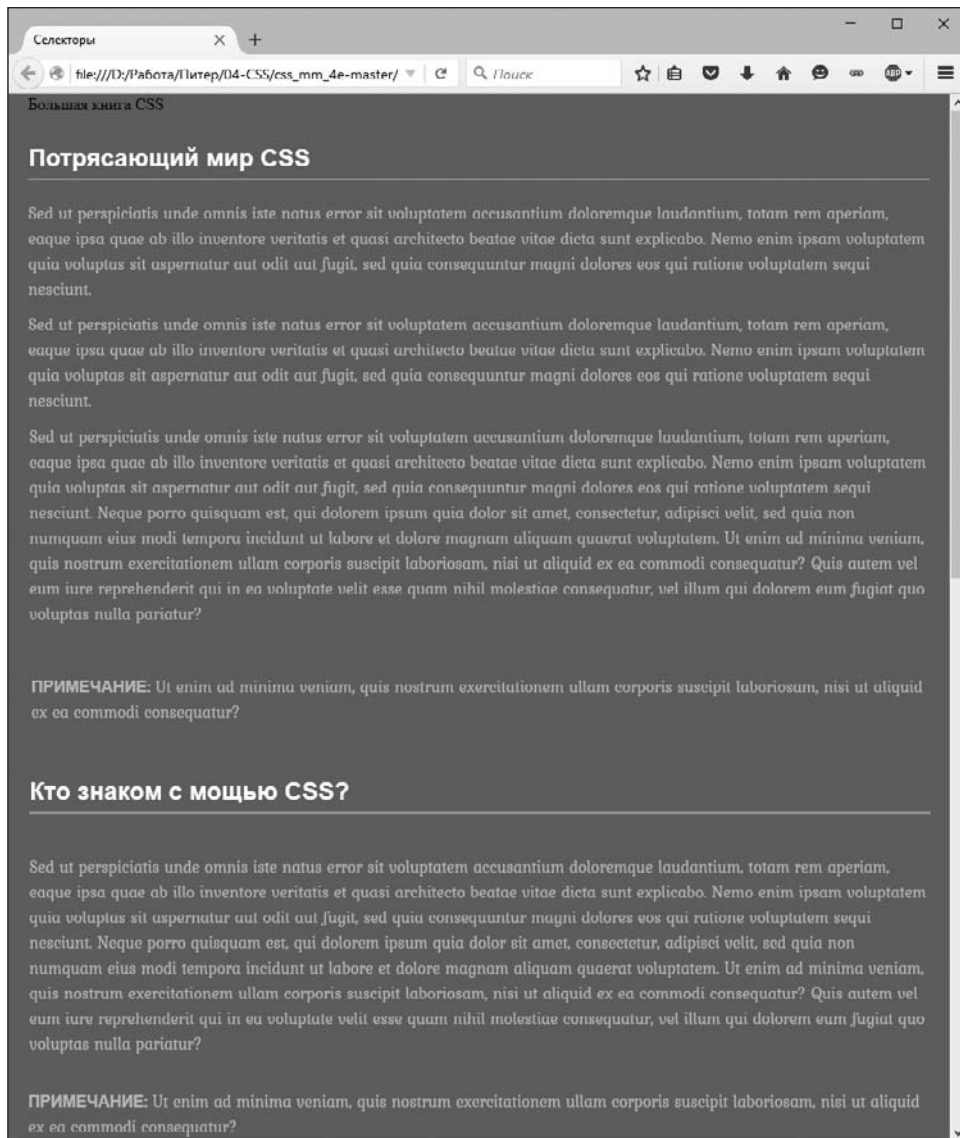 Селекторы
file:///D:/Работа/Питер/04-CSS/css_mm_4e-master/
Поиск
ABP
Большая книга CSS
Потрясающий мир CSS
Sed ut perspiciatis unde omnis iste natus error sit voluptatem accusantium doloremque laudantium, totam rem aperiam,
eaque ipsa quae ab illo inventore veritatis et quasi architecto beatae vitae dicta sunt explicabo. Nemo enim ipsam voluptatem
quia voluptas sit aspernatur aut odit aut fugit, sed quia consequuntur magni dolores eos qui ratione voluptatem sequi
nesciunt.
Sed ut perspiciatis unde omnis iste natus error sit voluptatem accusantium doloremque laudantium, totam rem aperiam,
eaque ipsa quae ab illo inventore veritatis et quasi architecto beatae vitae dicta sunt explicabo. Nemo enim ipsam voluptatem
quia voluptas sit aspernatur aut odit aut fugit, sed quia consequuntur magni dolores eos qui ratione voluptatem sequi
nesciunt.
Sed ut perspiciatis unde omnis iste natus error sit voluptatem accusantium doloremque laudantium, totam rem aperiam,
eaque ipsa quae ab illo inventore veritatis et quasi architecto beatae vitae dicta sunt explicabo. Nemo enim ipsam voluptatem
quia voluptas sit aspernatur aut odit aut fugit, sed quia consequuntur magni dolores eos qui ratione voluptatem sequi
nesciunt. Neque porro quisquam est, qui dolorem ipsum quia dolor sit amet, consectetur, adipisci velit, sed quia non
numquam eius modi tempora incidunt ut labore et dolore magnam aliquam quaerat voluptatem. Ut enim ad minima veniam,
quis nostrum exercitationem ullam corporis suscipit laboriosam, nisi ut aliquid ex ea commodi consequatur? Quis autem vel
eum iure reprehenderit qui in ea voluptate velit esse quam nihil molestiae consequatur, vel illum qui dolorem eum fugiat quo
voluptas nulla pariatur?
ПРИМЕЧАНИЕ: Ut enim ad minima veniam, quis nostrum exercitationem ullam corporis suscipit laboriosam, nisi ut aliquid
ex ea commodi consequatur?
Кто знаком с мощью CSS?
Sed ut perspiciatis unde omnis iste natus error sit voluptatem accusantium doloremque laudantium, totam rem aperiam,
eaque ipsa quae ab illo inventore veritatis et quasi architecto beatae vitae dicta sunt explicabo. Nemo enim ipsam voluptatem
quia voluptas sit aspernatur aut odit aut fugit, sed quia consequuntur magni dolores eos qui ratione voluptatem sequi
nesciunt. Neque porro quisquam est, qui dolorem ipsum quia dolor sit amet, consectetur, adipisci velit, sed quia non
numquam eius modi tempora incidunt ut labore et dolore magnam aliquam quaerat voluptatem. Ut enim ad minima veniam,
quis nostrum exercitationem ullam corporis suscipit laboriosam, nisi ut aliquid ex ea commodi consequatur? Quis autem vel
eum iure reprehenderit qui in ea voluptate velit esse quam nihil molestiae consequatur, vel illum qui dolorem eum fugiat quo
voluptas nulla pariatur?
ПРИМЕЧАНИЕ: Ut enim ad minima veniam, quis nostrum exercitationem ullam corporis suscipit laboriosam, nisi ut aliquid
ex ea commodi consequatur?